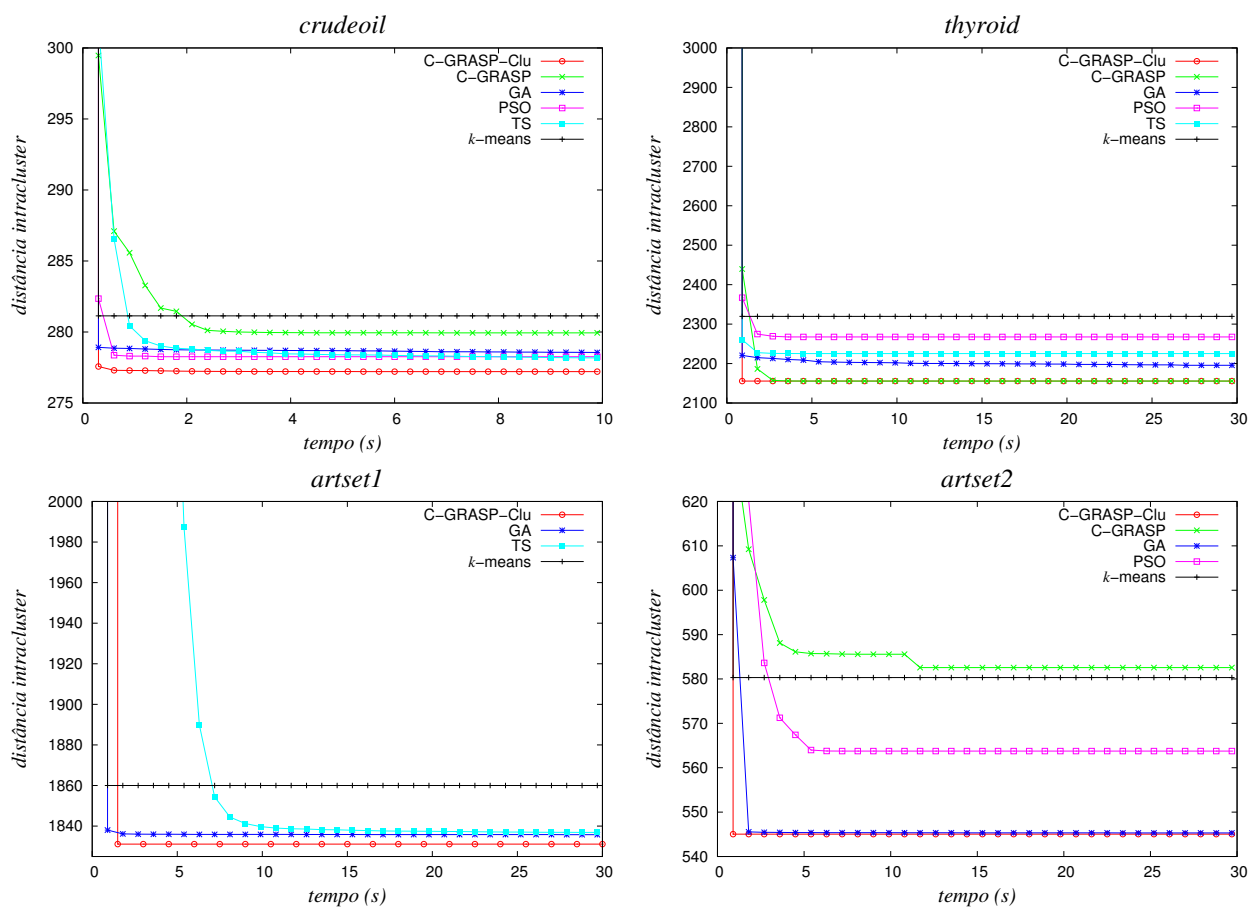 crudeoil
300
295
290
285
280
275
distância intracluster
0 2 4 6 8 10
tempo (s)
C−GRASP−Clu
C−GRASP
GA
PSO
TS
k−means
thyroid
3000
2900
2800
2700
2600
2500
2400
2300
2200
2100
distância intracluster
0 5 10 15 20 25 30
tempo (s)
C−GRASP−Clu
C−GRASP
GA
PSO
TS
k−means
artset1
2000
1980
1960
1940
1920
1900
1880
1860
1840
distância intracluster
0 5 10 15 20 25 30
tempo (s)
C−GRASP−Clu
GA
TS
k−means
artset2
620
610
600
590
580
570
560
550
540
distância intracluster
0 5 10 15 20 25 30
tempo (s)
C−GRASP−Clu
C−GRASP
GA
PSO
k−means